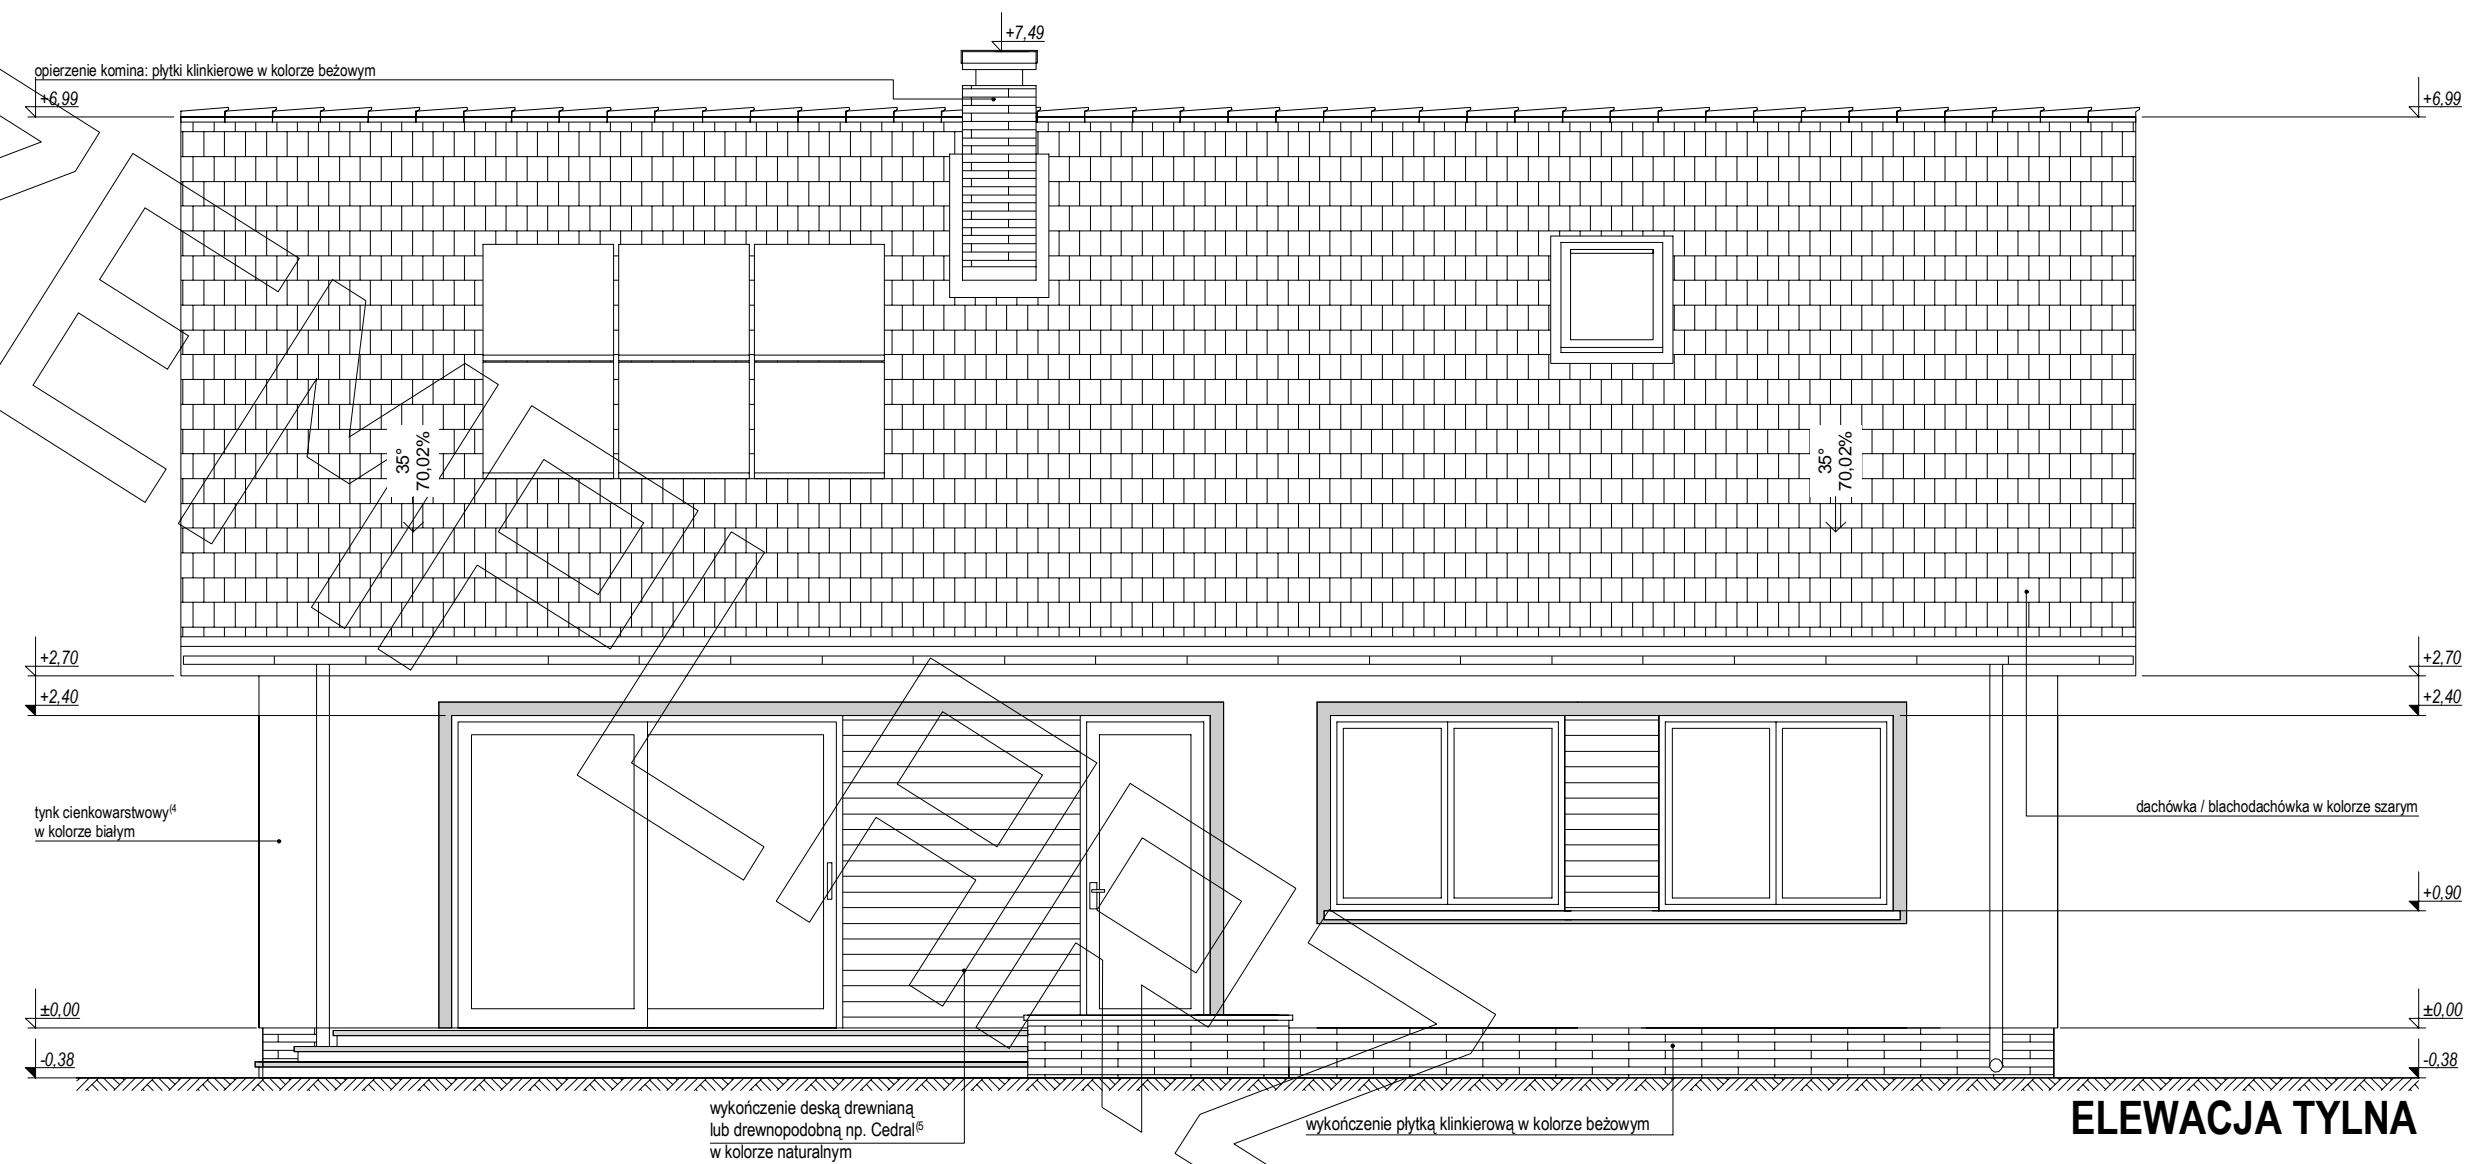 +7,49
opierzenie komina: płytki klinkierowe w kolorze beżowym
+6,99
+6,99
35°
70,02%
35°
70,02%
+2,70
+2,70
+2,40
+2,40
tynk cienkowarstwowy(4
w kolorze białym
dachówka / blachodachówka w kolorze szarym
+0,90
±0,00
±0,00
-0,38
-0,38
wykończenie deską drewnianą
lub drewnopodobną np. Cedral(5
w kolorze naturalnym
wykończenie płytką klinkierową w kolorze beżowym
ELEWACJA TYLNA